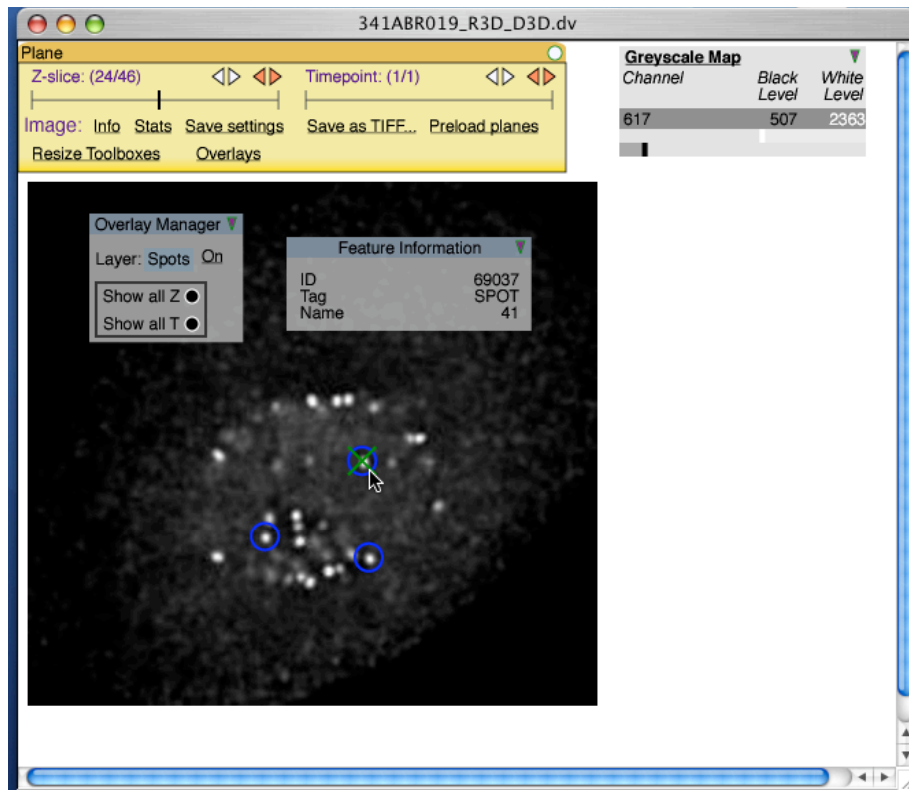 341ABR019_R3D_D3D.dv
Plane
Z-slice: (24/46) Timepoint: (1/1)
Image: Info Stats Save settings Save as TIFF... Preload planes
Resize Toolboxes Overlays
Greyscale Map
Channel Black Level White Level
617 507 2363
Overlay Manager
Layer: Spots On
Show all Z
Show all T
Feature Information
ID 69037
Tag SPOT
Name 41